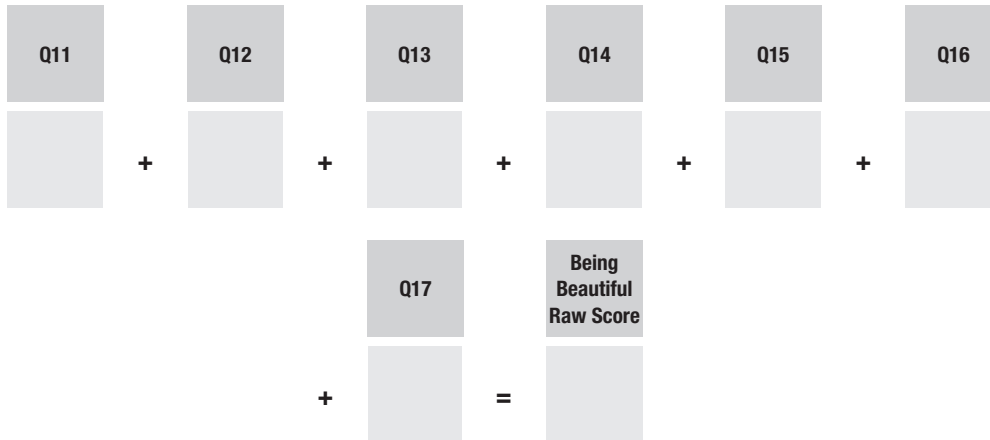 Q11 Q12 Q13 Q14 Q15 Q16
+ + + + +
Q17 Being
Beautiful
Raw Score
+ =